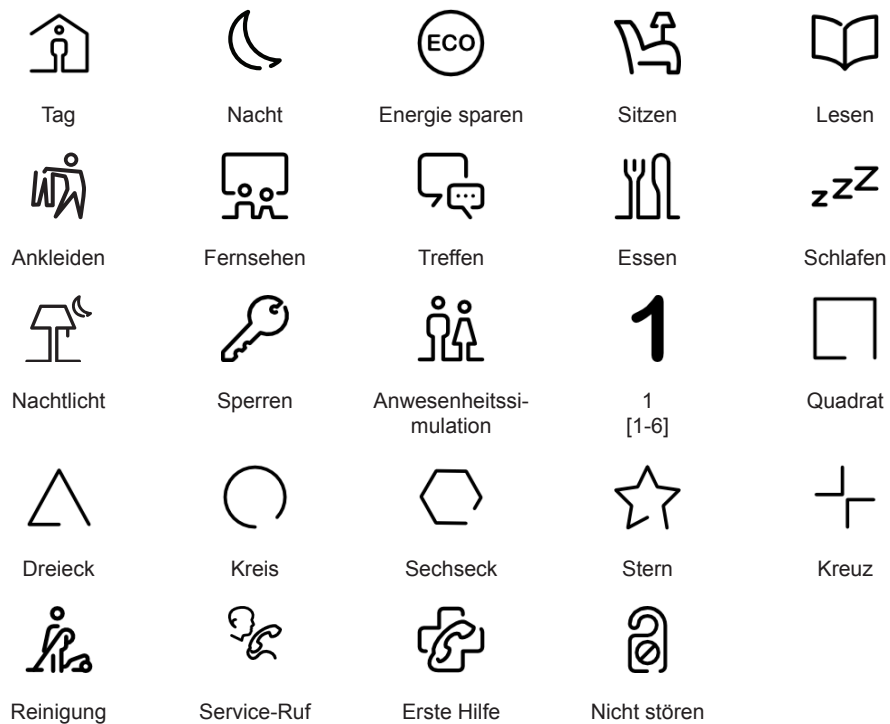 ECO
Tag Nacht Energie sparen Sitzen Lesen
Ankleiden Fernsehen Treffen Essen Schlafen
zZZ
Nachtlicht Sperren Anwesenheitssi- 1 Quadrat
mulation [1-6]
1
Dreieck Kreis Sechseck Stern Kreuz
Reinigung Service-Ruf Erste Hilfe Nicht stören